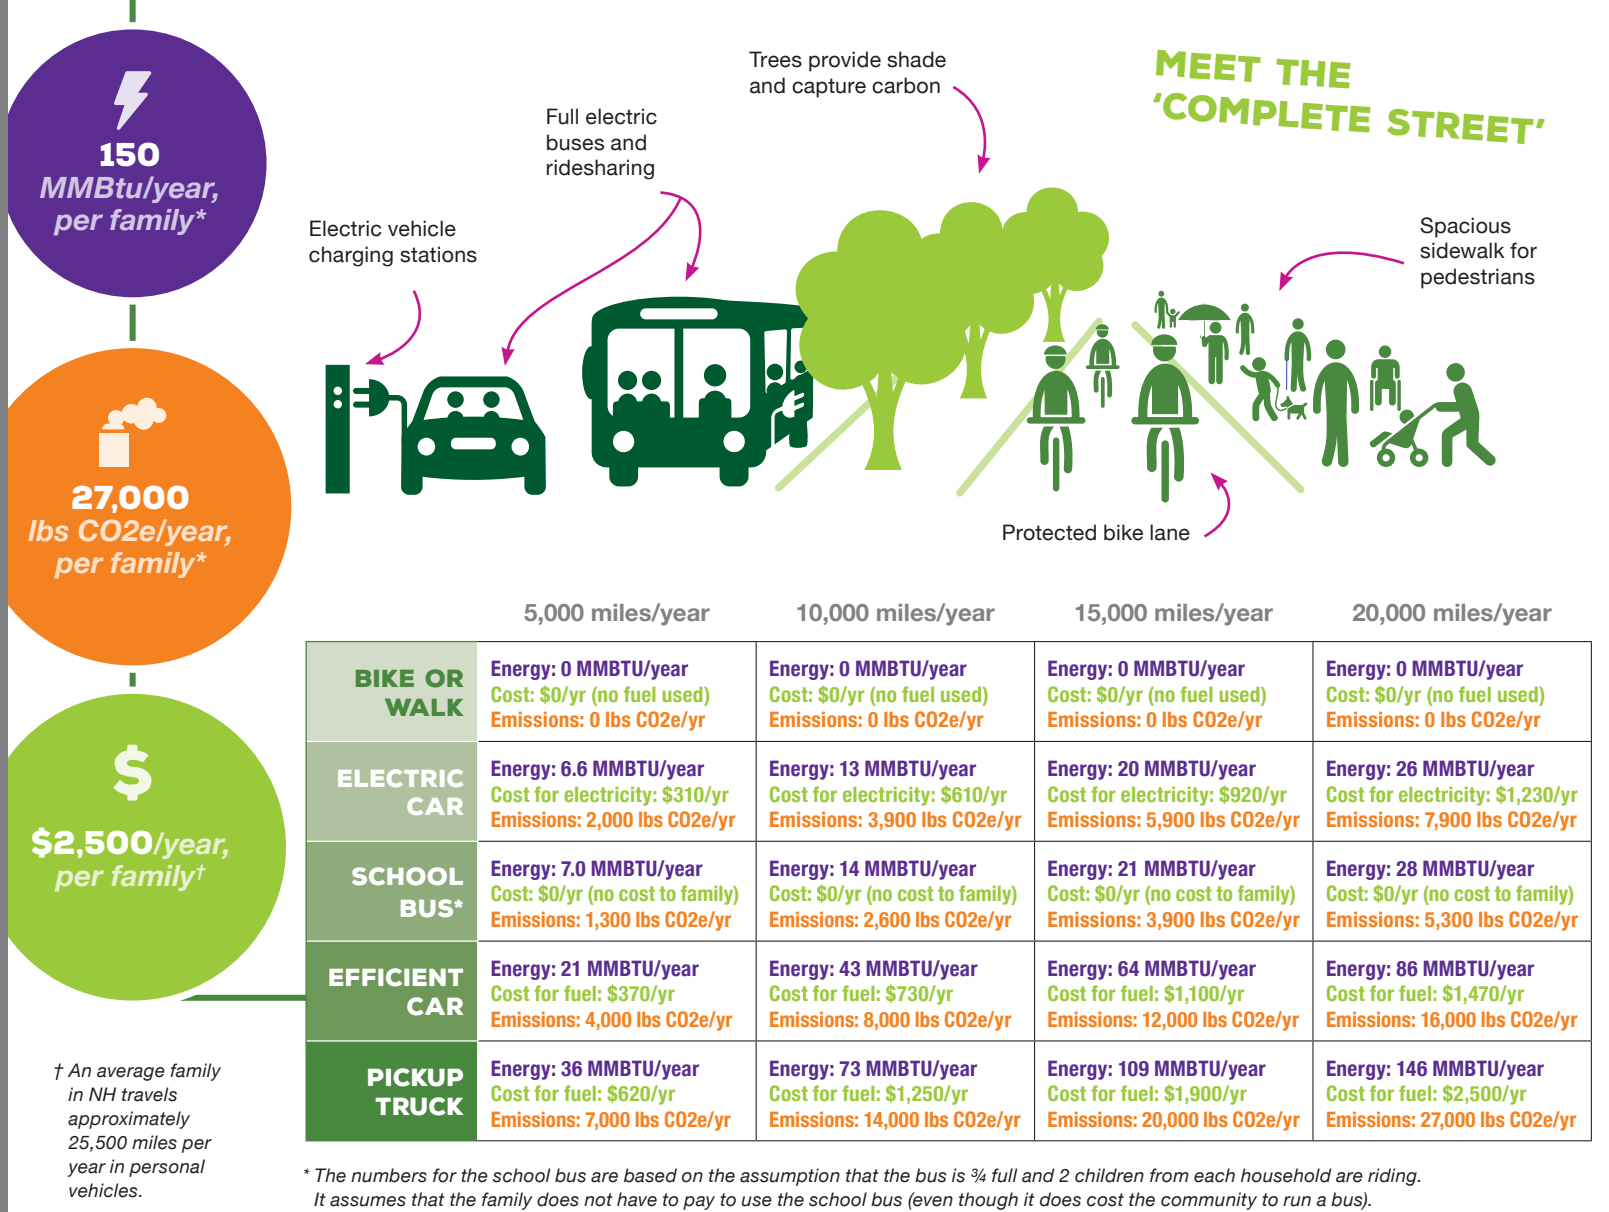 150
MMBtu/year,
per family*
27,000
lbs CO2e/year,
per family*
$
$2,500/year,
per family†
† An average family
in NH travels
approximately
25,500 miles per
year in personal
vehicles.
MEET THE
'COMPLETE STREET'
Trees provide shade
and capture carbon
Full electric
buses and
ridesharing
Electric vehicle
charging stations
Spacious
sidewalk for
pedestrians
Protected bike lane
5,000 miles/year
10,000 miles/year
15,000 miles/year
20,000 miles/year
BIKE OR
WALK
Energy: 0 MMBTU/year
Cost: $0/yr (no fuel used)
Emissions: 0 lbs CO2e/yr
Energy: 0 MMBTU/year
Cost: $0/yr (no fuel used)
Emissions: 0 lbs CO2e/yr
Energy: 0 MMBTU/year
Cost: $0/yr (no fuel used)
Emissions: 0 lbs CO2e/yr
Energy: 0 MMBTU/year
Cost: $0/yr (no fuel used)
Emissions: 0 lbs CO2e/yr
ELECTRIC
CAR
Energy: 6.6 MMBTU/year
Cost for electricity: $310/yr
Emissions: 2,000 lbs CO2e/yr
Energy: 13 MMBTU/year
Cost for electricity: $610/yr
Emissions: 3,900 lbs CO2e/yr
Energy: 20 MMBTU/year
Cost for electricity: $920/yr
Emissions: 5,900 lbs CO2e/yr
Energy: 26 MMBTU/year
Cost for electricity: $1,230/yr
Emissions: 7,900 lbs CO2e/yr
SCHOOL
BUS*
Energy: 7.0 MMBTU/year
Cost: $0/yr (no cost to family)
Emissions: 1,300 lbs CO2e/yr
Energy: 14 MMBTU/year
Cost: $0/yr (no cost to family)
Emissions: 2,600 lbs CO2e/yr
Energy: 21 MMBTU/year
Cost: $0/yr (no cost to family)
Emissions: 3,900 lbs CO2e/yr
Energy: 28 MMBTU/year
Cost: $0/yr (no cost to family)
Emissions: 5,300 lbs CO2e/yr
EFFICIENT
CAR
Energy: 21 MMBTU/year
Cost for fuel: $370/yr
Emissions: 4,000 lbs CO2e/yr
Energy: 43 MMBTU/year
Cost for fuel: $730/yr
Emissions: 8,000 lbs CO2e/yr
Energy: 64 MMBTU/year
Cost for fuel: $1,100/yr
Emissions: 12,000 lbs CO2e/yr
Energy: 86 MMBTU/year
Cost for fuel: $1,470/yr
Emissions: 16,000 lbs CO2e/yr
PICKUP
TRUCK
Energy: 36 MMBTU/year
Cost for fuel: $620/yr
Emissions: 7,000 lbs CO2e/yr
Energy: 73 MMBTU/year
Cost for fuel: $1,250/yr
Emissions: 14,000 lbs CO2e/yr
Energy: 109 MMBTU/year
Cost for fuel: $1,900/yr
Emissions: 20,000 lbs CO2e/yr
Energy: 146 MMBTU/year
Cost for fuel: $2,500/yr
Emissions: 27,000 lbs CO2e/yr
* The numbers for the school bus are based on the assumption that the bus is ¾ full and 2 children from each household are riding.
It assumes that the family does not have to pay to use the school bus (even though it does cost the community to run a bus).